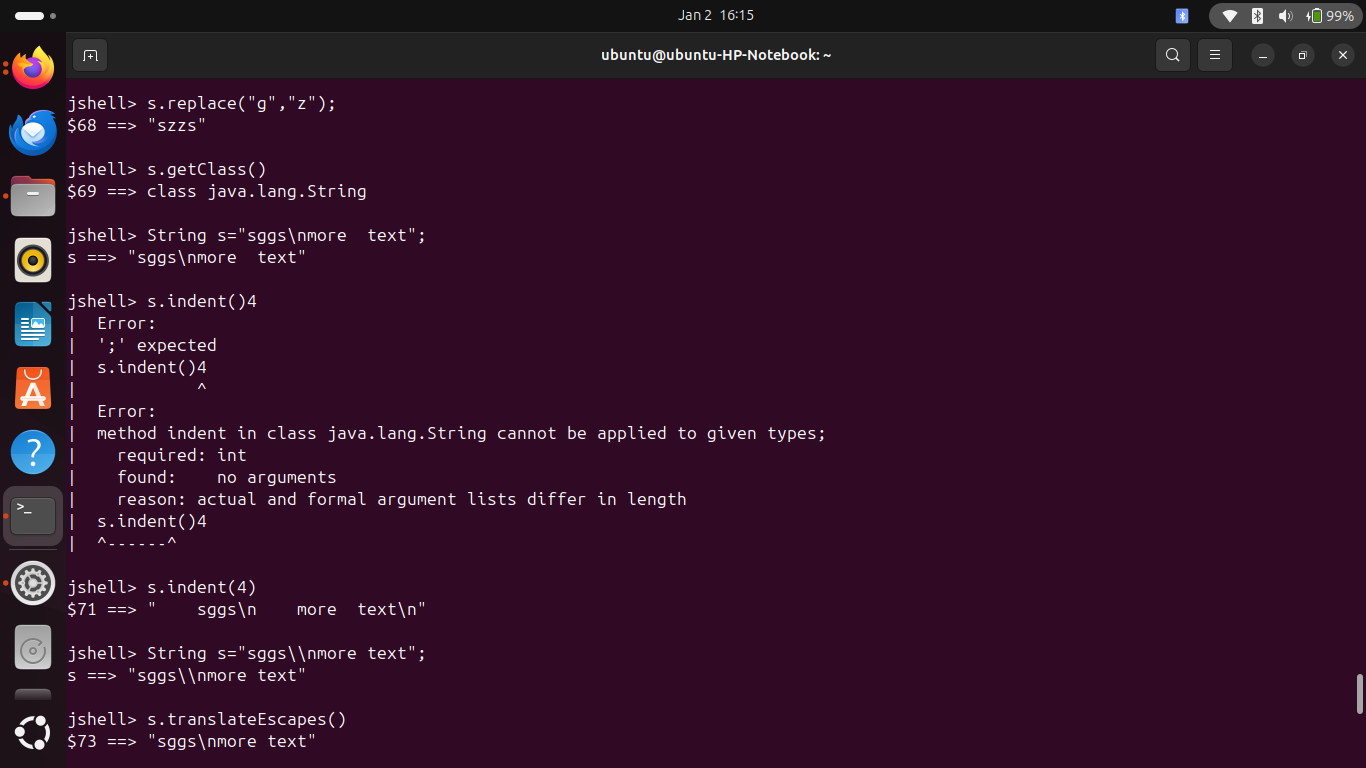 Jan 2 16:15
99%
ubuntu@ubuntu-HP-Notebook: ~
jshell> s.replace("g","z");
$68 ==> "szzs"
jshell> s.getClass()
$69 ==> class java.lang.String
jshell> String s="sggs\nmore  text";
s ==> "sggs\nmore  text"
jshell> s.indent()4
|  Error:
|  ';' expected
|  s.indent()4
|            ^
|  Error:
|  method indent in class java.lang.String cannot be applied to given types;
|    required: int
|    found:    no arguments
|    reason: actual and formal argument lists differ in length
|  s.indent()4
|  ^------^
jshell> s.indent(4)
$71 ==> "    sggs\n    more  text\n"
jshell> String s="sggs\\nmore text";
s ==> "sggs\\nmore text"
jshell> s.translateEscapes()
$73 ==> "sggs\nmore text"